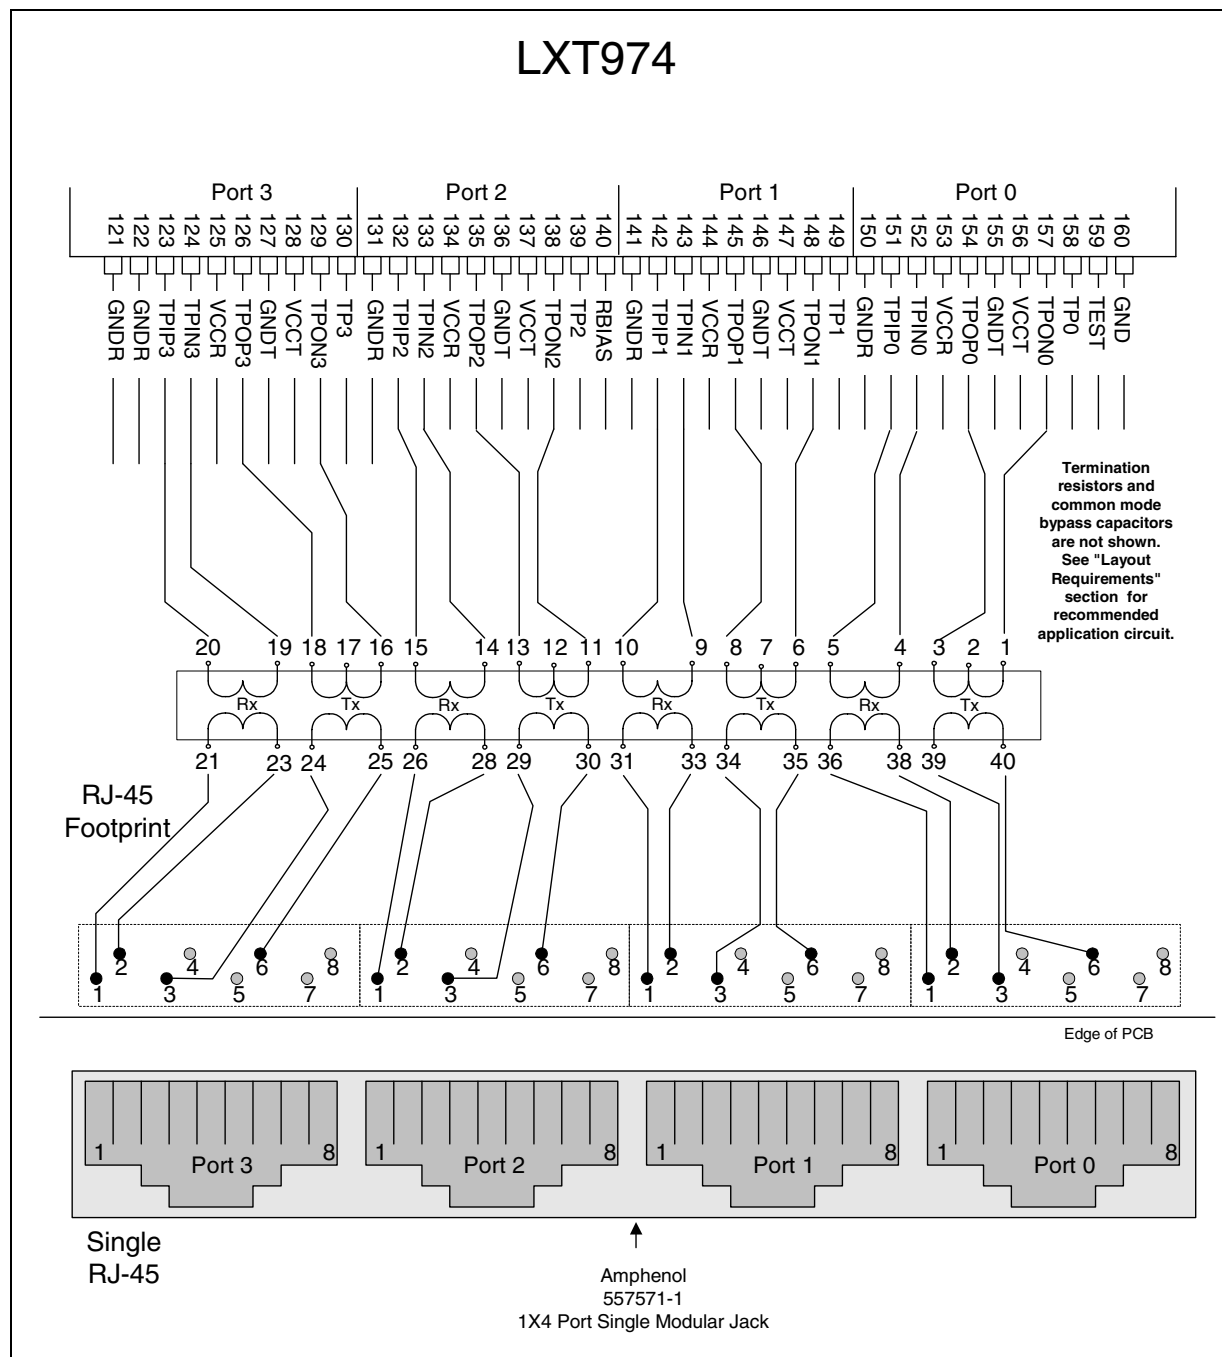 LXT974
Port 3 Port 2 Port 1 Port 0
121 122 123 124 125 126 127 128 129 130 131 132 133 134 135 136 137 138 139 140 141 142 143 144 145 146 147 148 149 150 151 152 153 154 155 156 157 158 159 160
GNDR GNDR TPIP3 TPIN3 VCCR TPOP3 GNDT VCCT TPON3 TP3 GNDR TPIP2 TPIN2 VCCR TPOP2 GNDT VCCT TPON2 TP2 RBIAS GNDR TPIP1 TPIN1 VCCR TPOP1 GNDT VCCT TPON1 TP1 GNDR TPIP0 TPIN0 VCCR TPOP0 GNDT VCCT TPON0 TP0 TEST GND
Termination
resistors and
common mode
bypass capacitors
are not shown.
See "Layout
Requirements"
section for
recommended
application circuit.
20 19 18 17 16 15 14 13 12 11 10 9 8 7 6 5 4 3 2 1
Rx Tx Rx Tx Rx Tx Rx Tx
21 23 24 25 26 28 29 30 31 33 34 35 36 38 39 40
RJ-45
Footprint
2 4 6 8 2 4 6 8 2 4 6 8 2 4 6 8
1 3 5 7 1 3 5 7 1 3 5 7 1 3 5 7
Edge of PCB
1 8 1 8 1 8 1 8
Port 3 Port 2 Port 1 Port 0
Single
RJ-45
Amphenol
557571-1
1X4 Port Single Modular Jack